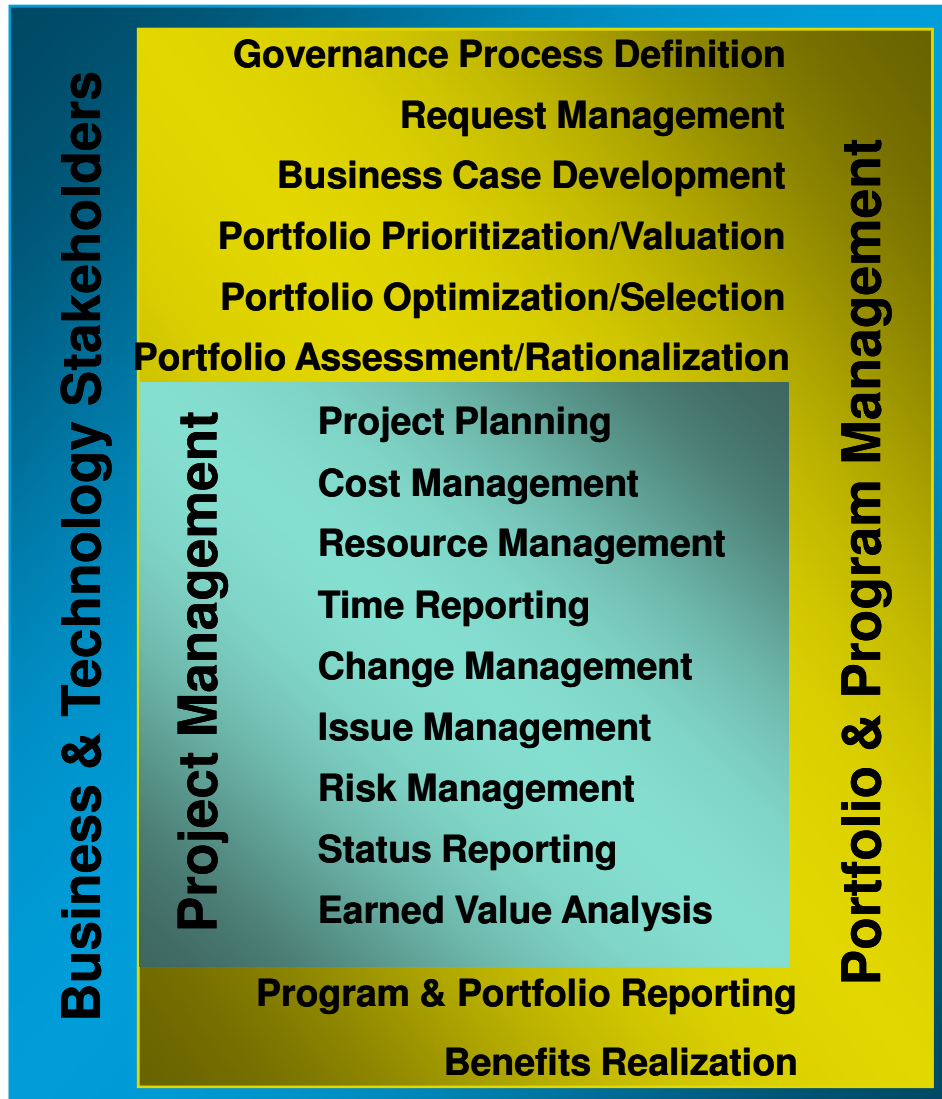 Business & Technology Stakeholders
Governance Process Definition
Request Management
Business Case Development
Portfolio Prioritization/Valuation
Portfolio Optimization/Selection
Portfolio Assessment/Rationalization
Project Management
Project Planning
Cost Management
Resource Management
Time Reporting
Change Management
Issue Management
Risk Management
Status Reporting
Earned Value Analysis
Program & Portfolio Reporting
Benefits Realization
Portfolio & Program Management